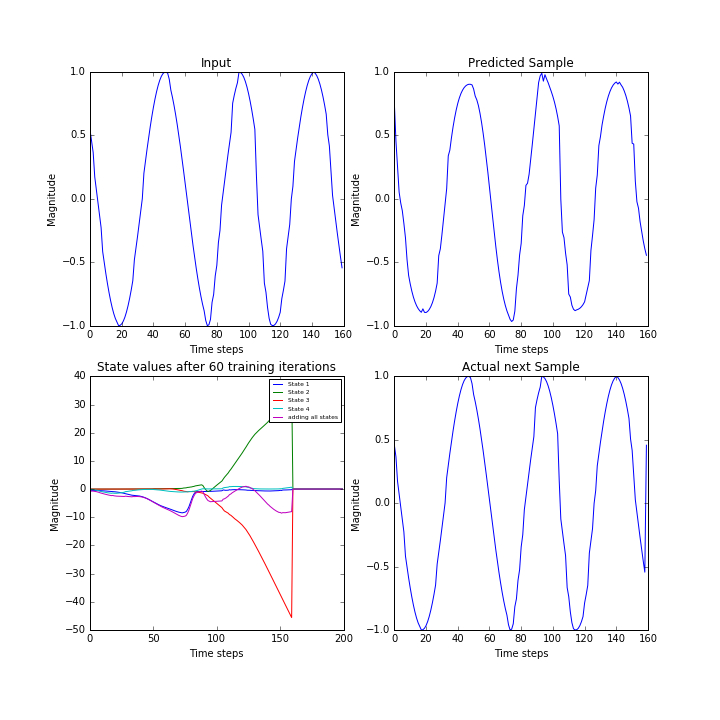 Input
Magnitude
1.0
0.5
0.0
−0.5
−1.0
0 20 40 60 80 100 120 140 160
Time steps
Predicted Sample
Magnitude
1.0
0.5
0.0
−0.5
−1.0
0 20 40 60 80 100 120 140 160
Time steps
State values after 60 training iterations
Magnitude
40
30
20
10
0
−10
−20
−30
−40
−50
0 50 100 150 200
Time steps
State 1
State 2
State 3
State 4
adding all states
Actual next Sample
Magnitude
1.0
0.5
0.0
−0.5
−1.0
0 20 40 60 80 100 120 140 160
Time steps